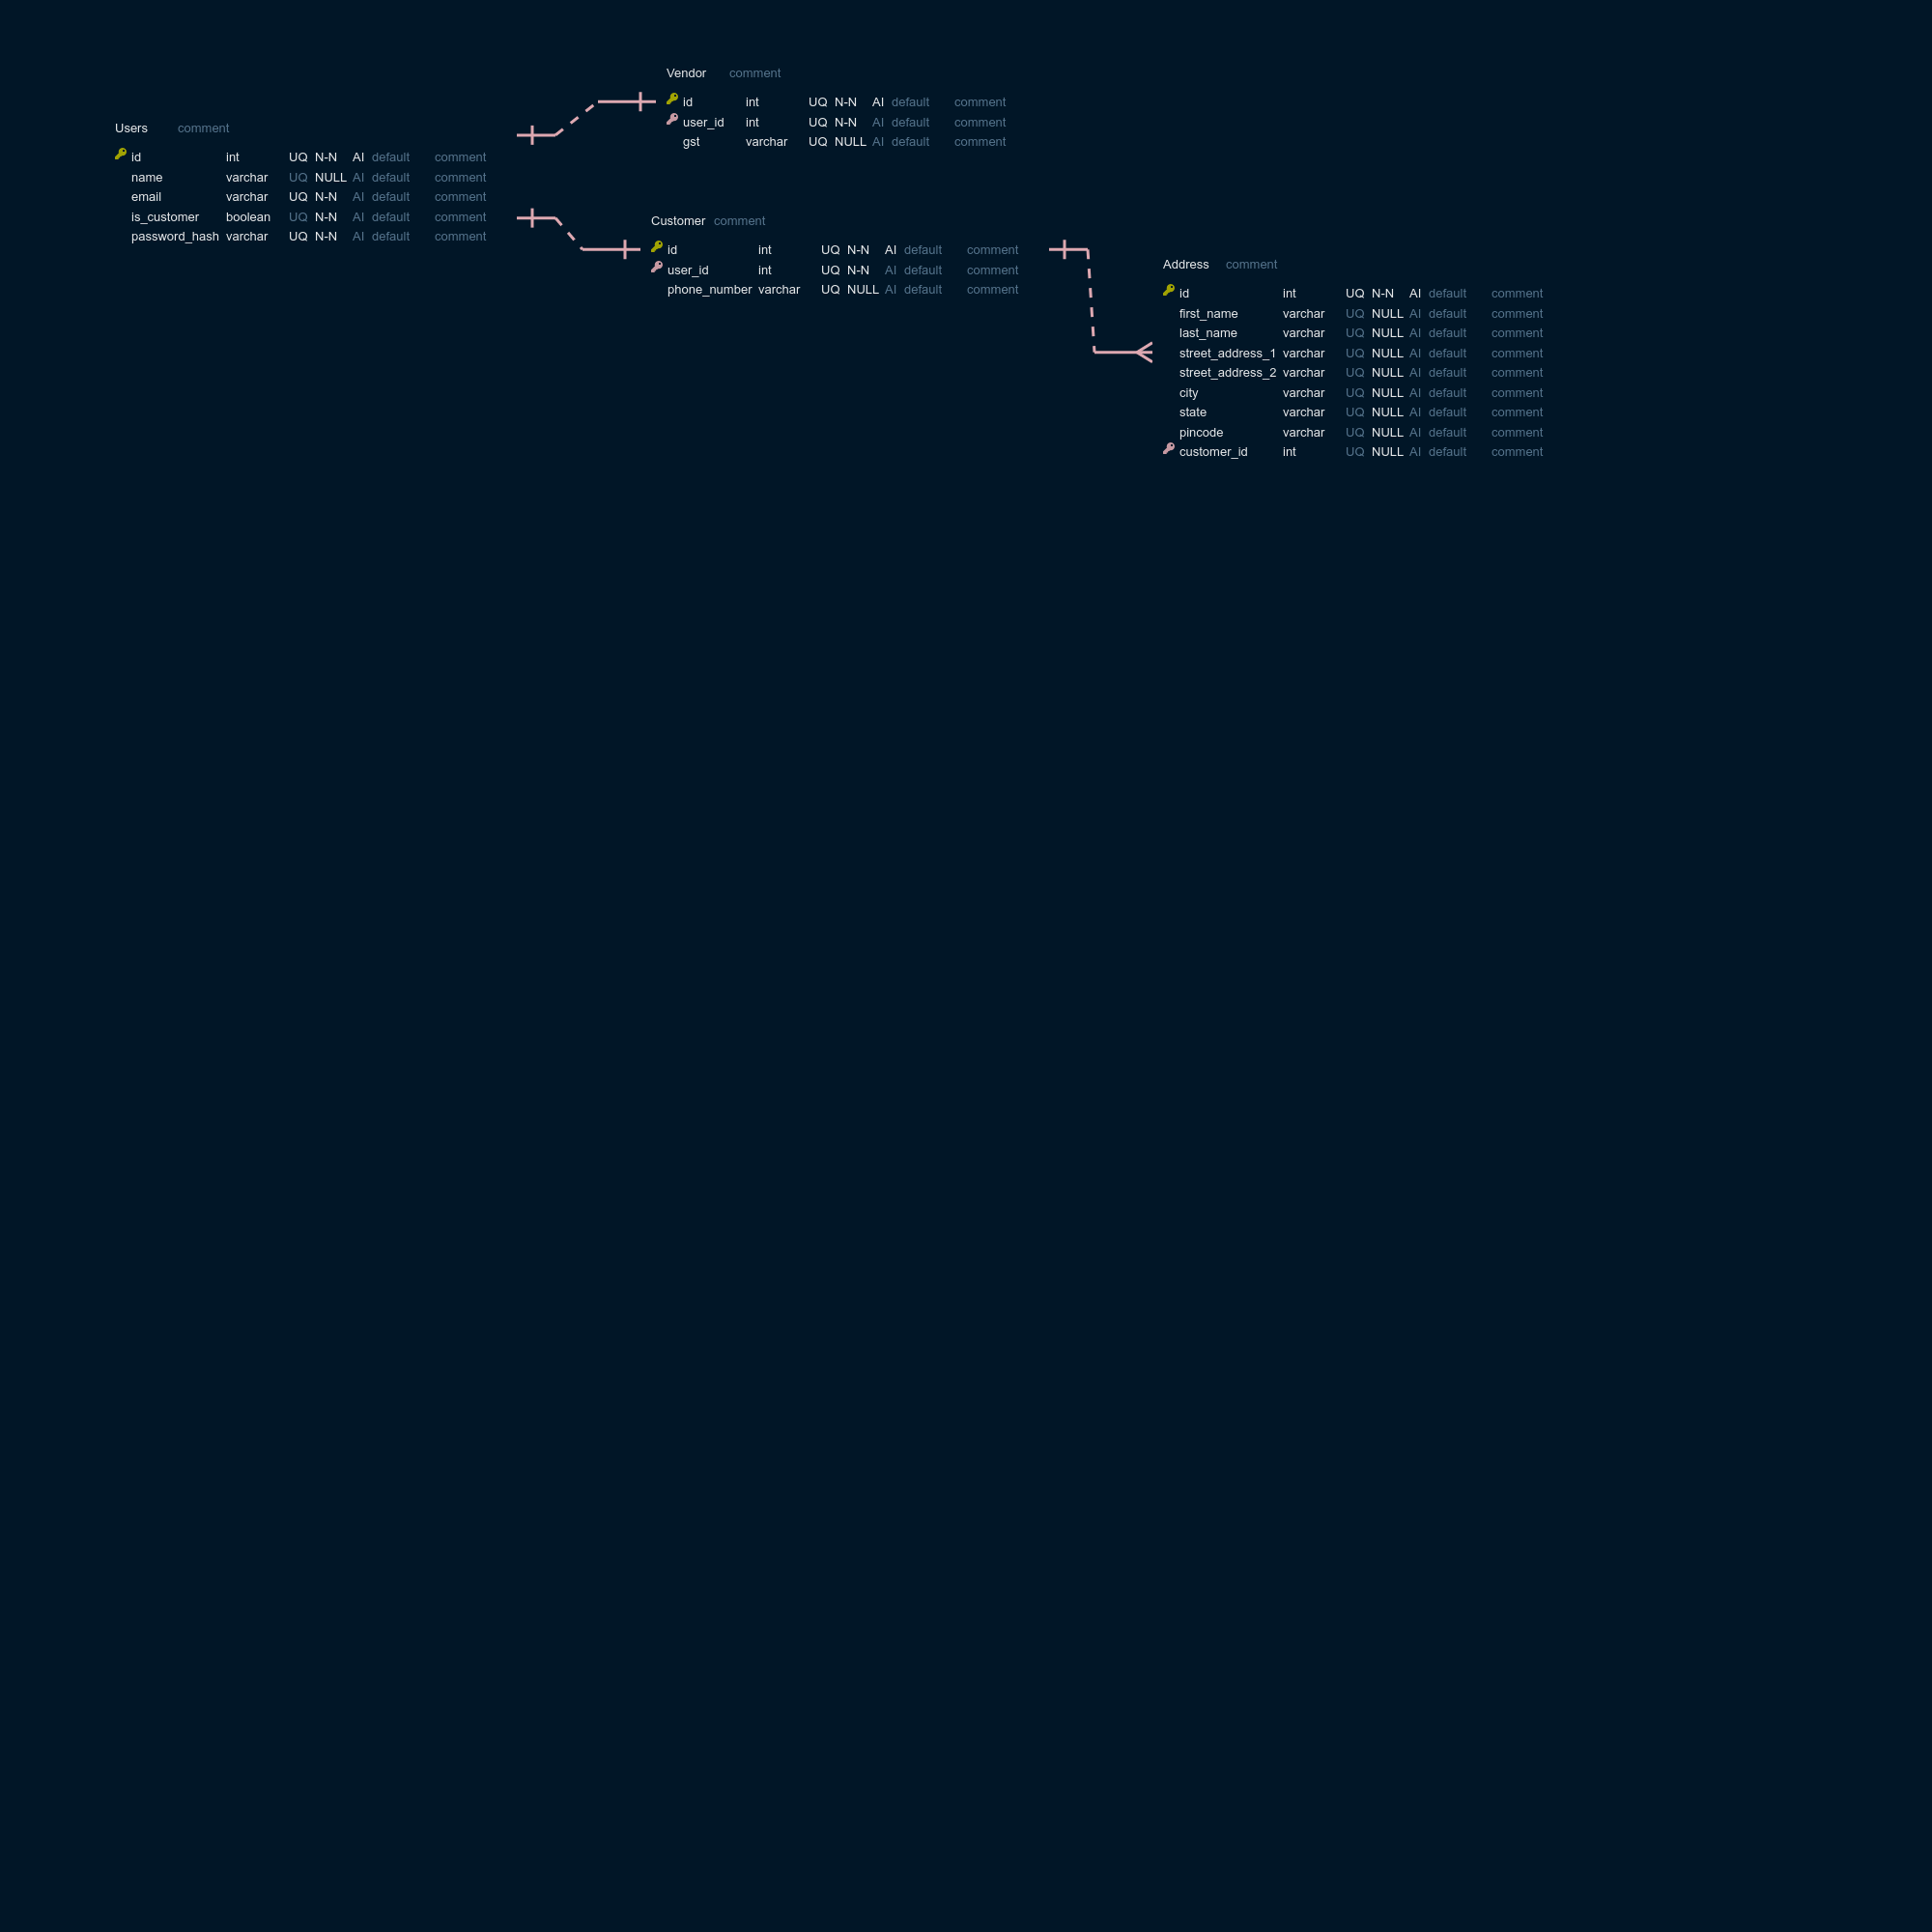 Users comment
id int UQ N-N AI default comment
name varchar UQ NULL AI default comment
email varchar UQ N-N AI default comment
is_customer boolean UQ N-N AI default comment
password_hash varchar UQ N-N AI default comment
Vendor comment
id int UQ N-N AI default comment
user_id int UQ N-N AI default comment
gst varchar UQ NULL AI default comment
Customer comment
id int UQ N-N AI default comment
user_id int UQ N-N AI default comment
phone_number varchar UQ NULL AI default comment
Address comment
id int UQ N-N AI default comment
first_name varchar UQ NULL AI default comment
last_name varchar UQ NULL AI default comment
street_address_1 varchar UQ NULL AI default comment
street_address_2 varchar UQ NULL AI default comment
city varchar UQ NULL AI default comment
state varchar UQ NULL AI default comment
pincode varchar UQ NULL AI default comment
customer_id int UQ NULL AI default comment